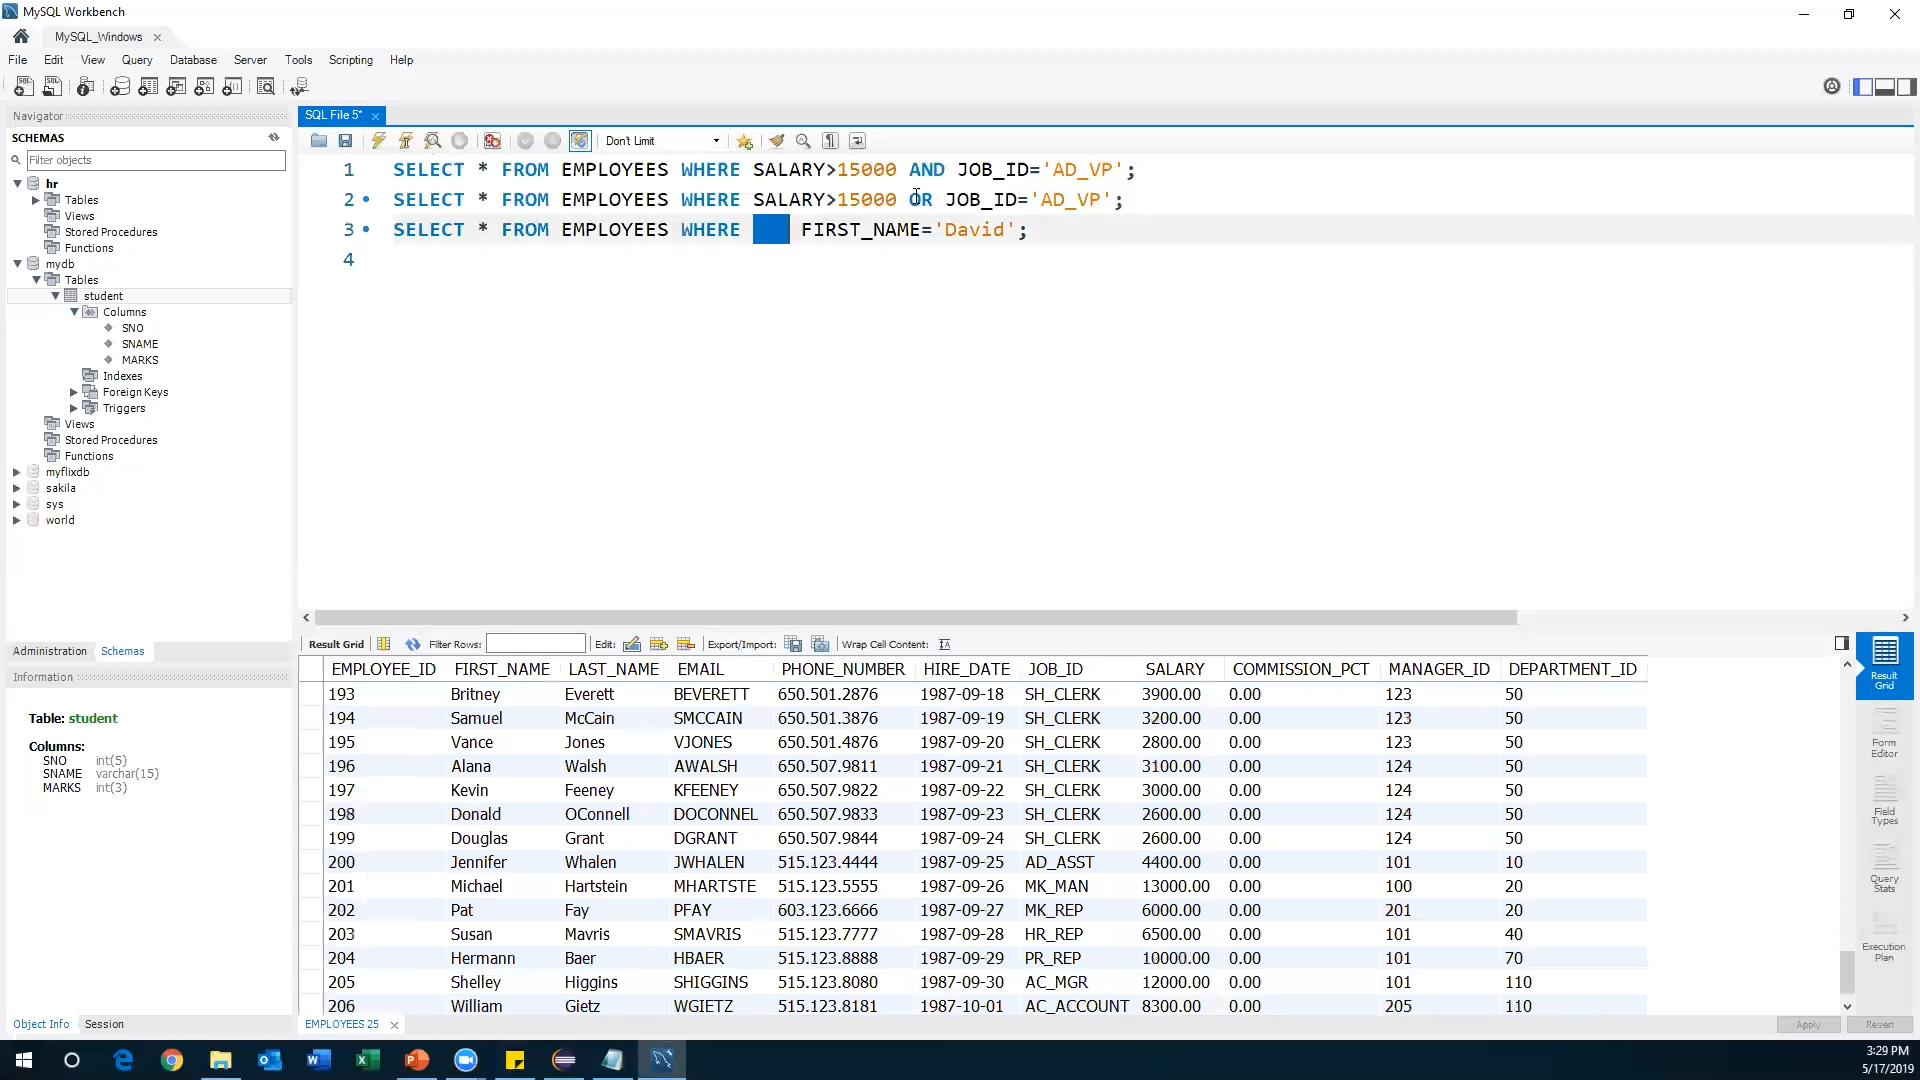 MySQL Workbench
MySQL_Windows
File Edit View Query Database Server Tools Scripting Help
Navigator
SCHEMAS
Filter objects
hr
Tables
Views
Stored Procedures
Functions
mydb
Tables
student
Columns
SNO
SNAME
MARKS
Indexes
Foreign Keys
Triggers
Views
Stored Procedures
Functions
myflixdb
sakila
sys
world
Administration Schemas
Information
Table: student
Columns:
SNO int(5)
SNAME varchar(15)
MARKS int(3)
Object Info Session
SQL File 5*
Don't Limit
1 SELECT * FROM EMPLOYEES WHERE SALARY>15000 AND JOB_ID='AD_VP';
2 SELECT * FROM EMPLOYEES WHERE SALARY>15000 OR JOB_ID='AD_VP';
3 SELECT * FROM EMPLOYEES WHERE FIRST_NAME='David';
4
Result Grid Filter Rows: Edit: Export/Import: Wrap Cell Content:
EMPLOYEE_ID FIRST_NAME LAST_NAME EMAIL PHONE_NUMBER HIRE_DATE JOB_ID SALARY COMMISSION_PCT MANAGER_ID DEPARTMENT_ID
193 Britney Everett BEVERETT 650.501.2876 1987-09-18 SH_CLERK 3900.00 0.00 123 50
194 Samuel McCain SMCCAIN 650.501.3876 1987-09-19 SH_CLERK 3200.00 0.00 123 50
195 Vance Jones VJONES 650.501.4876 1987-09-20 SH_CLERK 2800.00 0.00 123 50
196 Alana Walsh AWALSH 650.507.9811 1987-09-21 SH_CLERK 3100.00 0.00 124 50
197 Kevin Feeney KFEENEY 650.507.9822 1987-09-22 SH_CLERK 3000.00 0.00 124 50
198 Donald OConnell DOCONNEL 650.507.9833 1987-09-23 SH_CLERK 2600.00 0.00 124 50
199 Douglas Grant DGRANT 650.507.9844 1987-09-24 SH_CLERK 2600.00 0.00 124 50
200 Jennifer Whalen JWHALEN 515.123.4444 1987-09-25 AD_ASST 4400.00 0.00 101 10
201 Michael Hartstein MHARTSTE 515.123.5555 1987-09-26 MK_MAN 13000.00 0.00 100 20
202 Pat Fay PFAY 603.123.6666 1987-09-27 MK_REP 6000.00 0.00 201 20
203 Susan Mavris SMAVRIS 515.123.7777 1987-09-28 HR_REP 6500.00 0.00 101 40
204 Hermann Baer HBAER 515.123.8888 1987-09-29 PR_REP 10000.00 0.00 101 70
205 Shelley Higgins SHIGGINS 515.123.8080 1987-09-30 AC_MGR 12000.00 0.00 101 110
206 William Gietz WGIETZ 515.123.8181 1987-10-01 AC_ACCOUNT 8300.00 0.00 205 110
EMPLOYEES 25
Apply Revert
Result
Grid
Form
Editor
Field
Types
Query
Stats
Execution
Plan
3:29 PM
5/17/2019